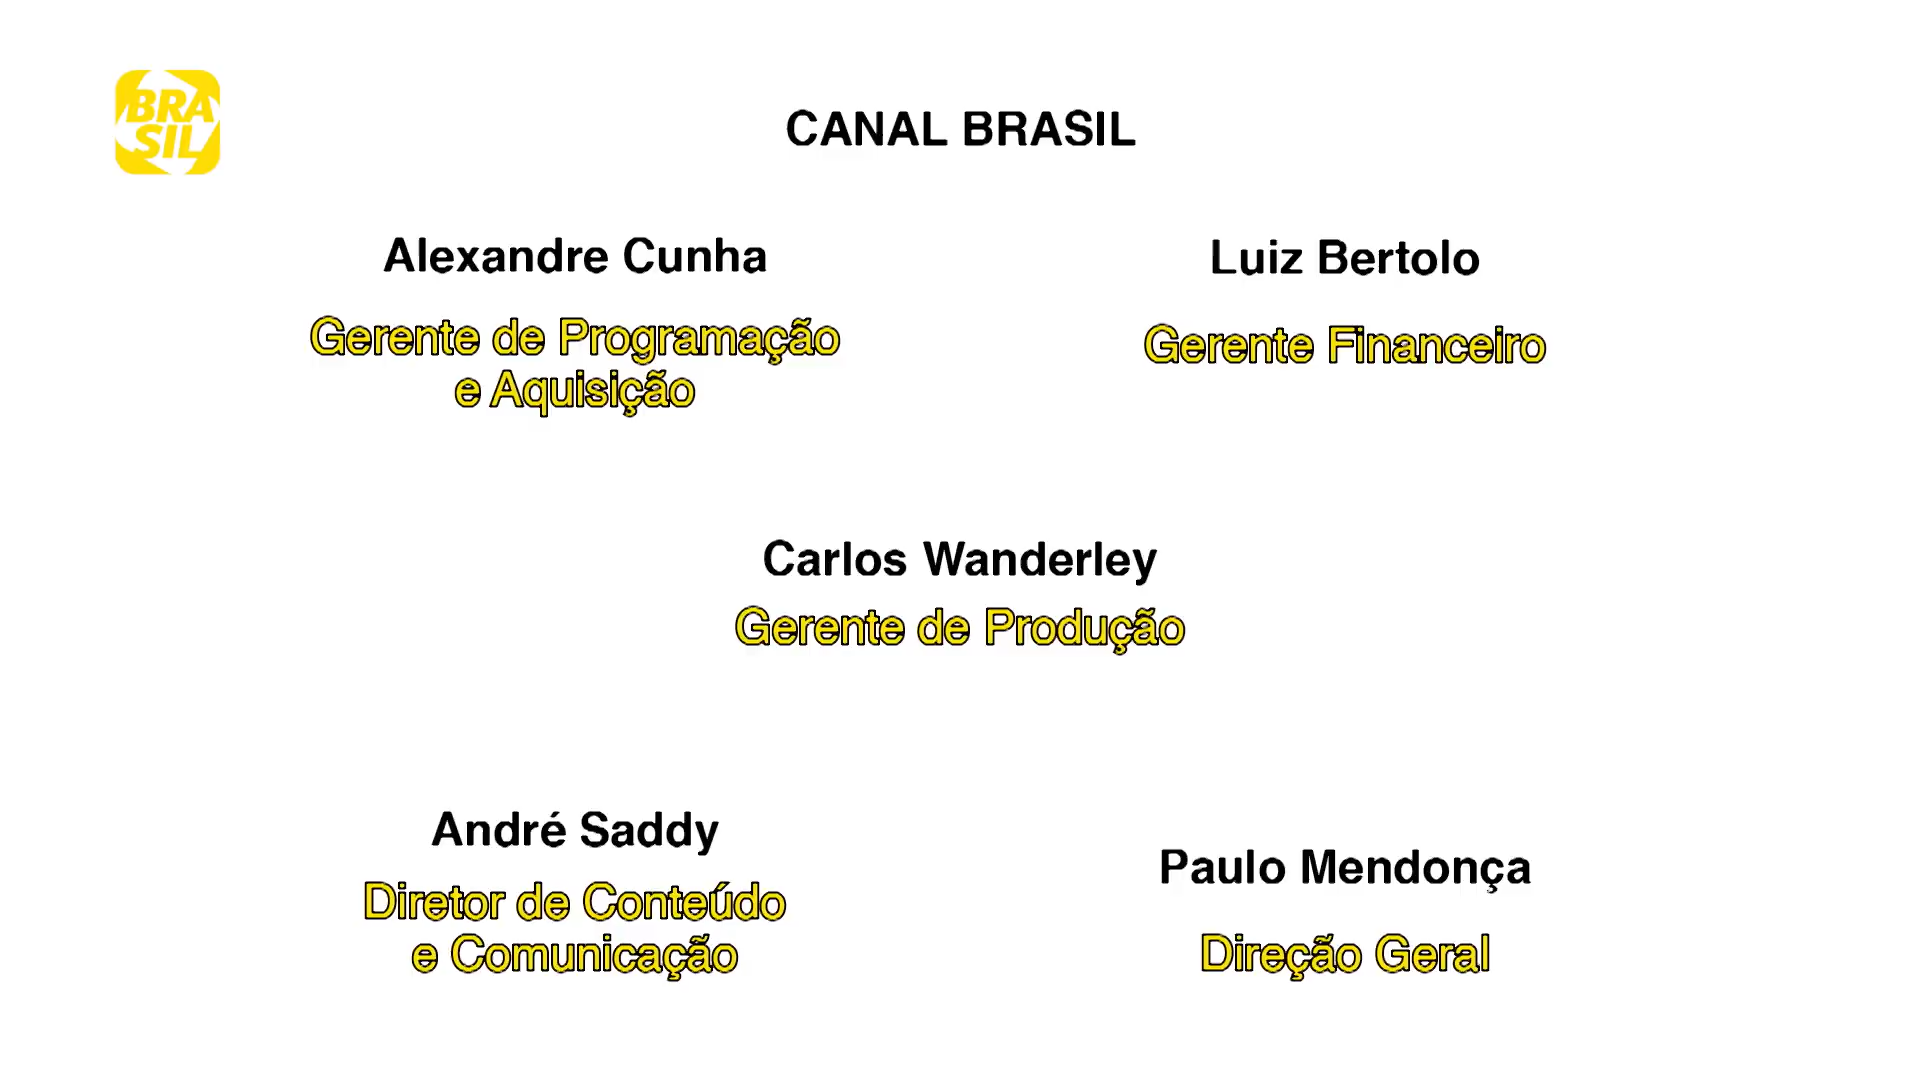 BRA
SIL
CANAL BRASIL
Alexandre Cunha
Gerente de Programação
e Aquisição
Luiz Bertolo
Gerente Financeiro
Carlos Wanderley
Gerente de Produção
André Saddy
Diretor de Conteúdo
e Comunicação
Paulo Mendonça
Direção Geral